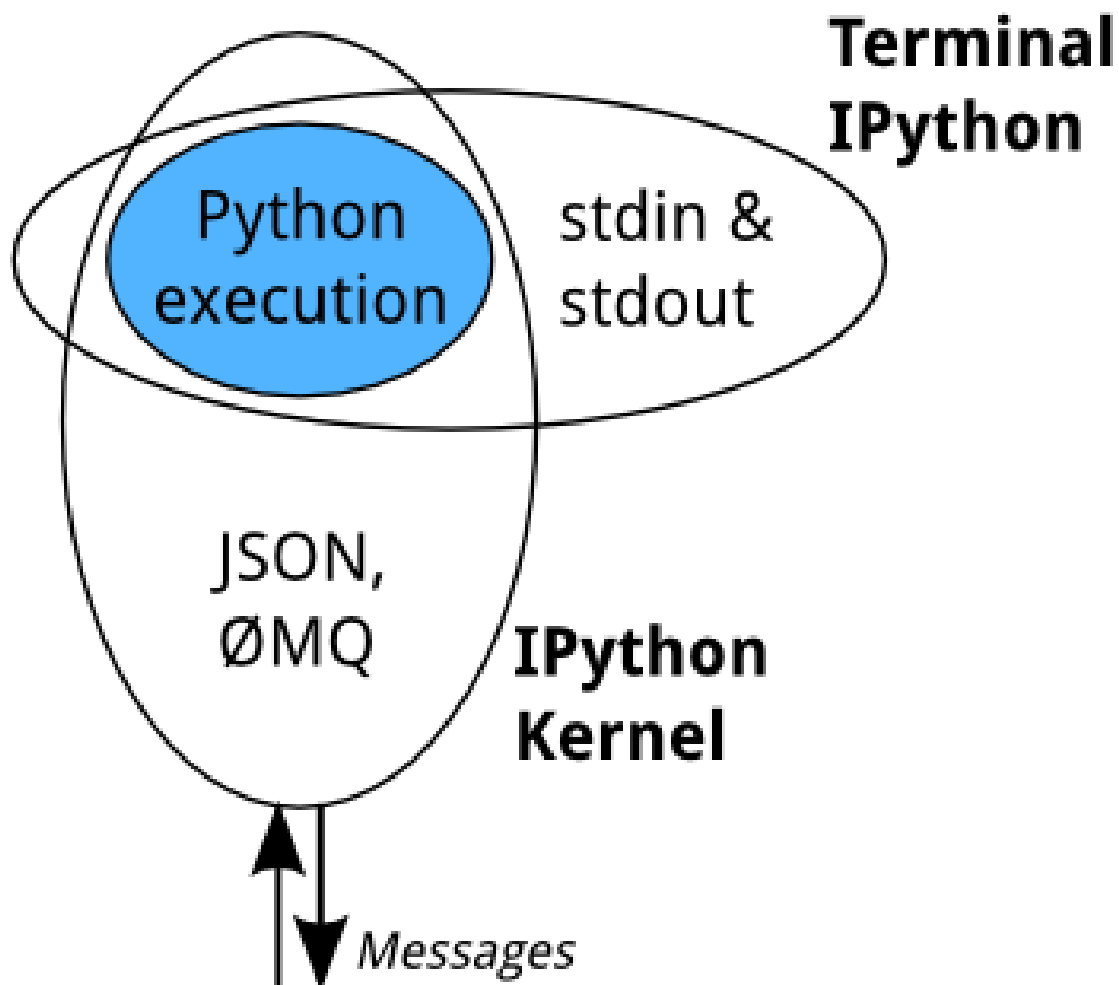 Terminal
IPython
Python
execution
stdin &
stdout
JSON,
ØMQ
IPython
Kernel
Messages